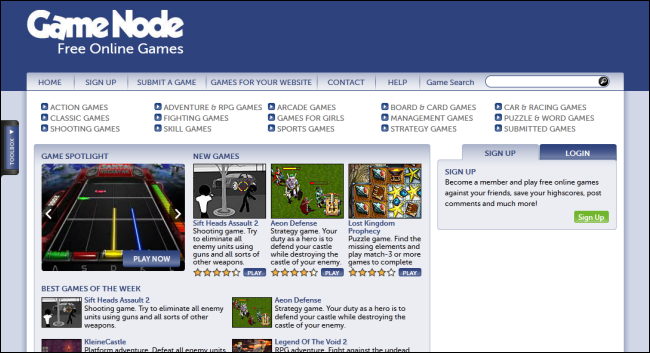 Game Node
Free Online Games
HOME SIGN UP SUBMIT A GAME GAMES FOR YOUR WEBSITE CONTACT HELP Game Search
ACTION GAMES ADVENTURE & RPG GAMES ARCADE GAMES BOARD & CARD GAMES CAR & RACING GAMES
CLASSIC GAMES FIGHTING GAMES GAMES FOR GIRLS MANAGEMENT GAMES PUZZLE & WORD GAMES
SHOOTING GAMES SKILL GAMES SPORTS GAMES STRATEGY GAMES SUBMITTED GAMES
TOOLBOX
GAME SPOTLIGHT
PLAY NOW
NEW GAMES
Sift Heads Assault 2
Shooting game. Try
to eliminate all
enemy units using
guns and all sorts of
other weapons.
PLAY
Aeon Defense
Strategy game. Your
duty as a hero is to
defend your castle
while destroying the
castle of your enemy.
PLAY
Lost Kingdom
Prophecy
Puzzle game. Find the
missing elements and
play match-3 or more
games to complete
PLAY
SIGN UP LOGIN
SIGN UP
Become a member and play free online games
against your friends, save your highscores, post
comments and much more!
Sign Up
BEST GAMES OF THE WEEK
Sift Heads Assault 2
Shooting game. Try to eliminate all enemy
units using guns and all sorts of other
weapons.
Aeon Defense
Strategy game. Your duty as a hero is to
defend your castle while destroying the
castle of your enemy.
KleineCastle
Platform adventure. Defeat all enemies
Legend Of The Void 2
RPG adventure. Fight against the undead